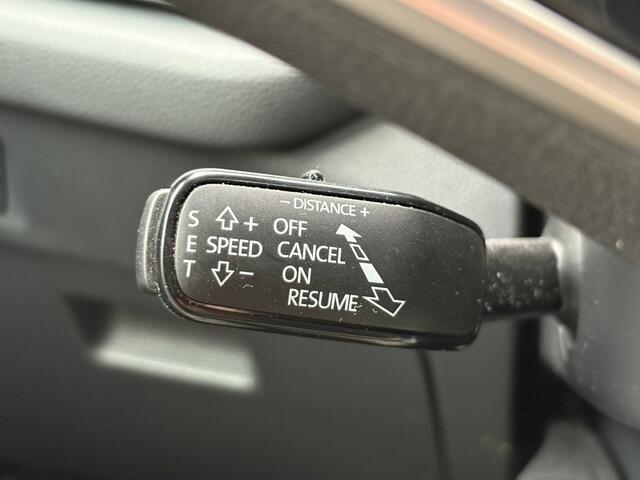 - DISTANCE +
S + OFF
E SPEED CANCEL
T - ON
RESUME